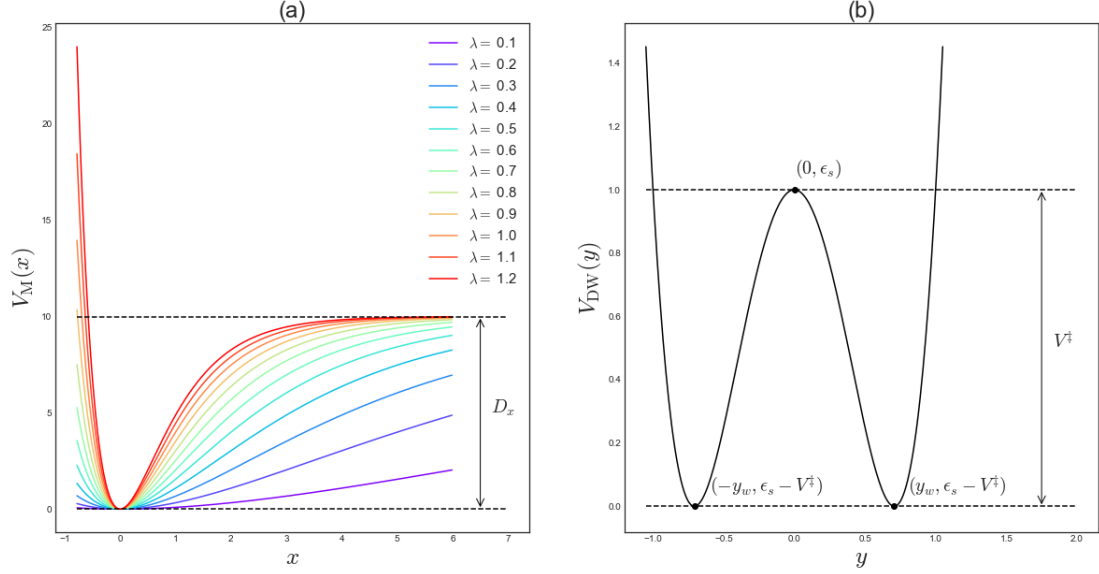 (a)
25
20
15
10
5
0
−1
0
1
2
3
4
5
6
7
x
V_M(x)
λ = 0.1
λ = 0.2
λ = 0.3
λ = 0.4
λ = 0.5
λ = 0.6
λ = 0.7
λ = 0.8
λ = 0.9
λ = 1.0
λ = 1.1
λ = 1.2
D_x
(b)
1.4
1.2
1.0
0.8
0.6
0.4
0.2
0.0
−1.0
−0.5
0.0
0.5
1.0
1.5
2.0
y
V_DW(y)
(0, ϵ_s)
V^‡
(−y_w, ϵ_s − V^‡)
(y_w, ϵ_s − V^‡)